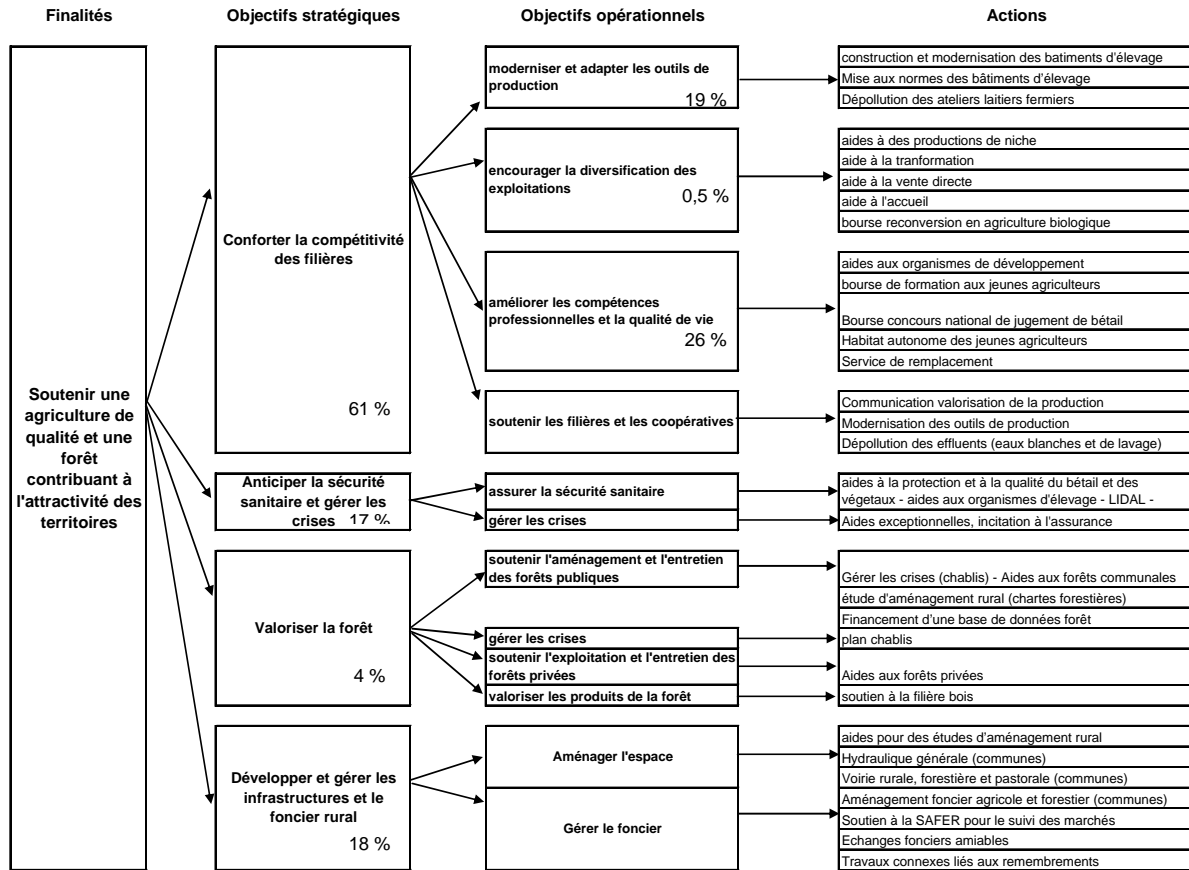 Finalités
Objectifs stratégiques
Objectifs opérationnels
Actions
Soutenir une
agriculture de
qualité et une
forêt
contribuant à
l'attractivité des
territoires
Conforter la compétitivité
des filières
61 %
moderniser et adapter les outils de
production
19 %
construction et modernisation des batiments d'élevage
Mise aux normes des bâtiments d'élevage
Dépollution des ateliers laitiers fermiers
encourager la diversification des
exploitations
0,5 %
aides à des productions de niche
aide à la tranformation
aide à la vente directe
aide à l'accueil
bourse reconversion en agriculture biologique
améliorer les compétences
professionnelles et la qualité de vie
26 %
aides aux organismes de développement
bourse de formation aux jeunes agriculteurs
Bourse concours national de jugement de bétail
Habitat autonome des jeunes agriculteurs
Service de remplacement
soutenir les filières et les coopératives
Communication valorisation de la production
Modernisation des outils de production
Dépollution des effluents (eaux blanches et de lavage)
Anticiper la sécurité
sanitaire et gérer les
crises 17 %
assurer la sécurité sanitaire
aides à la protection et à la qualité du bétail et des
végetaux - aides aux organismes d'élevage - LIDAL -
gérer les crises
Aides exceptionnelles, incitation à l'assurance
Valoriser la forêt
4 %
soutenir l'aménagement et l'entretien
des forêts publiques
Gérer les crises (chablis) - Aides aux forêts communales
étude d'aménagement rural (chartes forestières)
Financement d'une base de données forêt
gérer les crises
plan chablis
soutenir l'exploitation et l'entretien des
forêts privées
Aides aux forêts privées
valoriser les produits de la forêt
soutien à la filière bois
Développer et gérer les
infrastructures et le
foncier rural
18 %
Aménager l'espace
aides pour des études d'aménagement rural
Hydraulique générale (communes)
Voirie rurale, forestière et pastorale (communes)
Gérer le foncier
Aménagement foncier agricole et forestier (communes)
Soutien à la SAFER pour le suivi des marchés
Echanges fonciers amiables
Travaux connexes liés aux remembrements